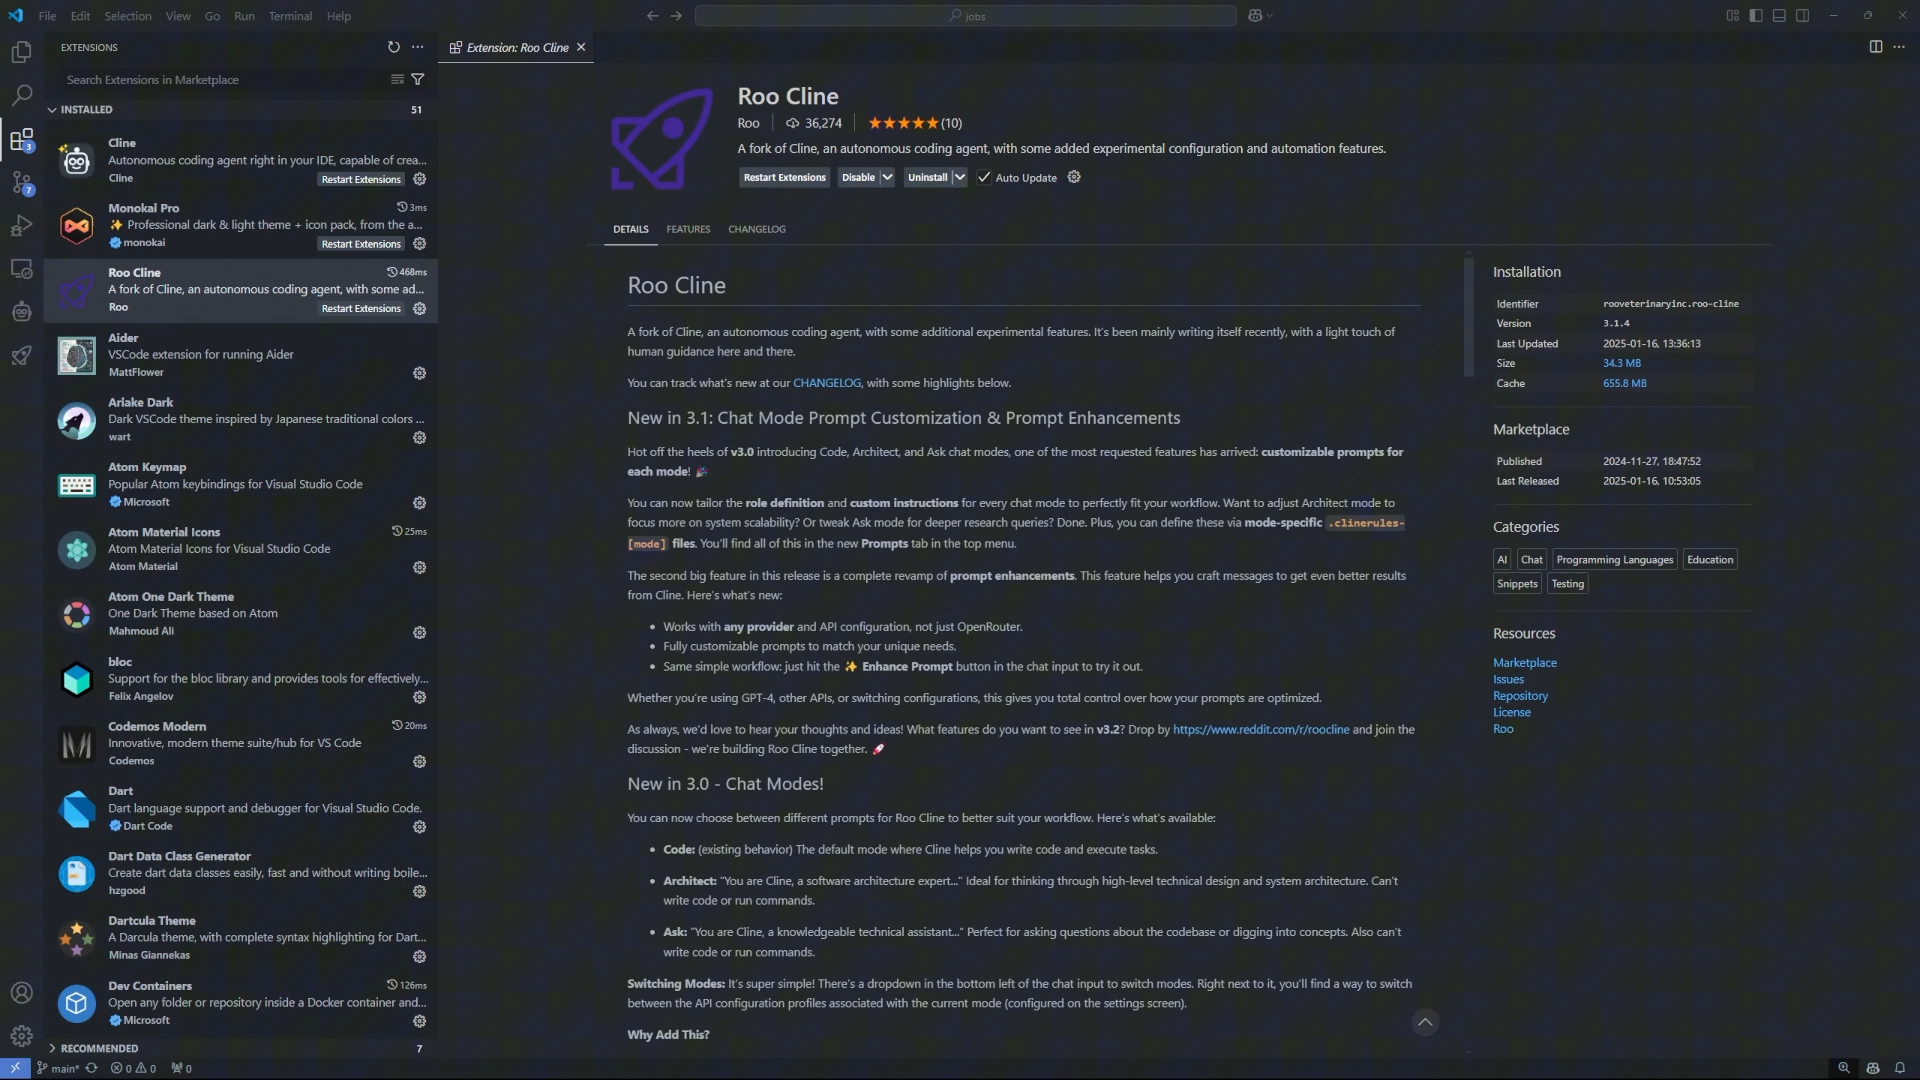 File Edit Selection View Go Run Terminal Help
jobs
EXTENSIONS
Search Extensions in Marketplace
INSTALLED 51
Cline
Autonomous coding agent right in your IDE, capable of crea...
Cline Restart Extensions
Monokai Pro 3ms
✨ Professional dark & light theme + icon pack, from the a...
monokai Restart Extensions
Roo Cline 468ms
A fork of Cline, an autonomous coding agent, with some ad...
Roo Restart Extensions
Aider
VSCode extension for running Aider
MattFlower
Ariake Dark
Dark VSCode theme inspired by Japanese traditional colors ...
wart
Atom Keymap
Popular Atom keybindings for Visual Studio Code
Microsoft
Atom Material Icons 25ms
Atom Material Icons for Visual Studio Code
Atom Material
Atom One Dark Theme
One Dark Theme based on Atom
Mahmoud Ali
bloc
Support for the bloc library and provides tools for effectively...
Felix Angelov
Codemos Modern 20ms
Innovative, modern theme suite/hub for VS Code
Codemos
Dart
Dart language support and debugger for Visual Studio Code.
Dart Code
Dart Data Class Generator
Create dart data classes easily, fast and without writing boile...
hzgood
Dartcula Theme
A Darcula theme, with complete syntax highlighting for Dart...
Minas Giannekas
Dev Containers 126ms
Open any folder or repository inside a Docker container and...
Microsoft
RECOMMENDED 7
3
7
Extension: Roo Cline
Roo Cline
Roo 36,274 ★★★★★(10)
A fork of Cline, an autonomous coding agent, with some added experimental configuration and automation features.
Restart Extensions Disable Uninstall Auto Update
DETAILS FEATURES CHANGELOG
Roo Cline
A fork of Cline, an autonomous coding agent, with some additional experimental features. It's been mainly writing itself recently, with a light touch of
human guidance here and there.
You can track what's new at our CHANGELOG, with some highlights below.
New in 3.1: Chat Mode Prompt Customization & Prompt Enhancements
Hot off the heels of v3.0 introducing Code, Architect, and Ask chat modes, one of the most requested features has arrived: customizable prompts for
each mode! 🎉
You can now tailor the role definition and custom instructions for every chat mode to perfectly fit your workflow. Want to adjust Architect mode to
focus more on system scalability? Or tweak Ask mode for deeper research queries? Done. Plus, you can define these via mode-specific .clinerules-
[mode] files. You'll find all of this in the new Prompts tab in the top menu.
The second big feature in this release is a complete revamp of prompt enhancements. This feature helps you craft messages to get even better results
from Cline. Here's what's new:
• Works with any provider and API configuration, not just OpenRouter.
• Fully customizable prompts to match your unique needs.
• Same simple workflow: just hit the ✨ Enhance Prompt button in the chat input to try it out.
Whether you're using GPT-4, other APIs, or switching configurations, this gives you total control over how your prompts are optimized.
As always, we'd love to hear your thoughts and ideas! What features do you want to see in v3.2? Drop by https://www.reddit.com/r/roocline and join the
discussion - we're building Roo Cline together. 🚀
New in 3.0 - Chat Modes!
You can now choose between different prompts for Roo Cline to better suit your workflow. Here's what's available:
• Code: (existing behavior) The default mode where Cline helps you write code and execute tasks.
• Architect: "You are Cline, a software architecture expert..." Ideal for thinking through high-level technical design and system architecture. Can't
write code or run commands.
• Ask: "You are Cline, a knowledgeable technical assistant..." Perfect for asking questions about the codebase or digging into concepts. Also can't
write code or run commands.
Switching Modes: It's super simple! There's a dropdown in the bottom left of the chat input to switch modes. Right next to it, you'll find a way to switch
between the API configuration profiles associated with the current mode (configured on the settings screen).
Why Add This?
Installation
Identifier rooveterinaryinc.roo-cline
Version 3.1.4
Last Updated 2025-01-16, 13:36:13
Size 34.3 MB
Cache 655.8 MB
Marketplace
Published 2024-11-27, 18:47:52
Last Released 2025-01-16, 10:53:05
Categories
AI Chat Programming Languages Education
Snippets Testing
Resources
Marketplace
Issues
Repository
License
Roo
main* 0 0 0